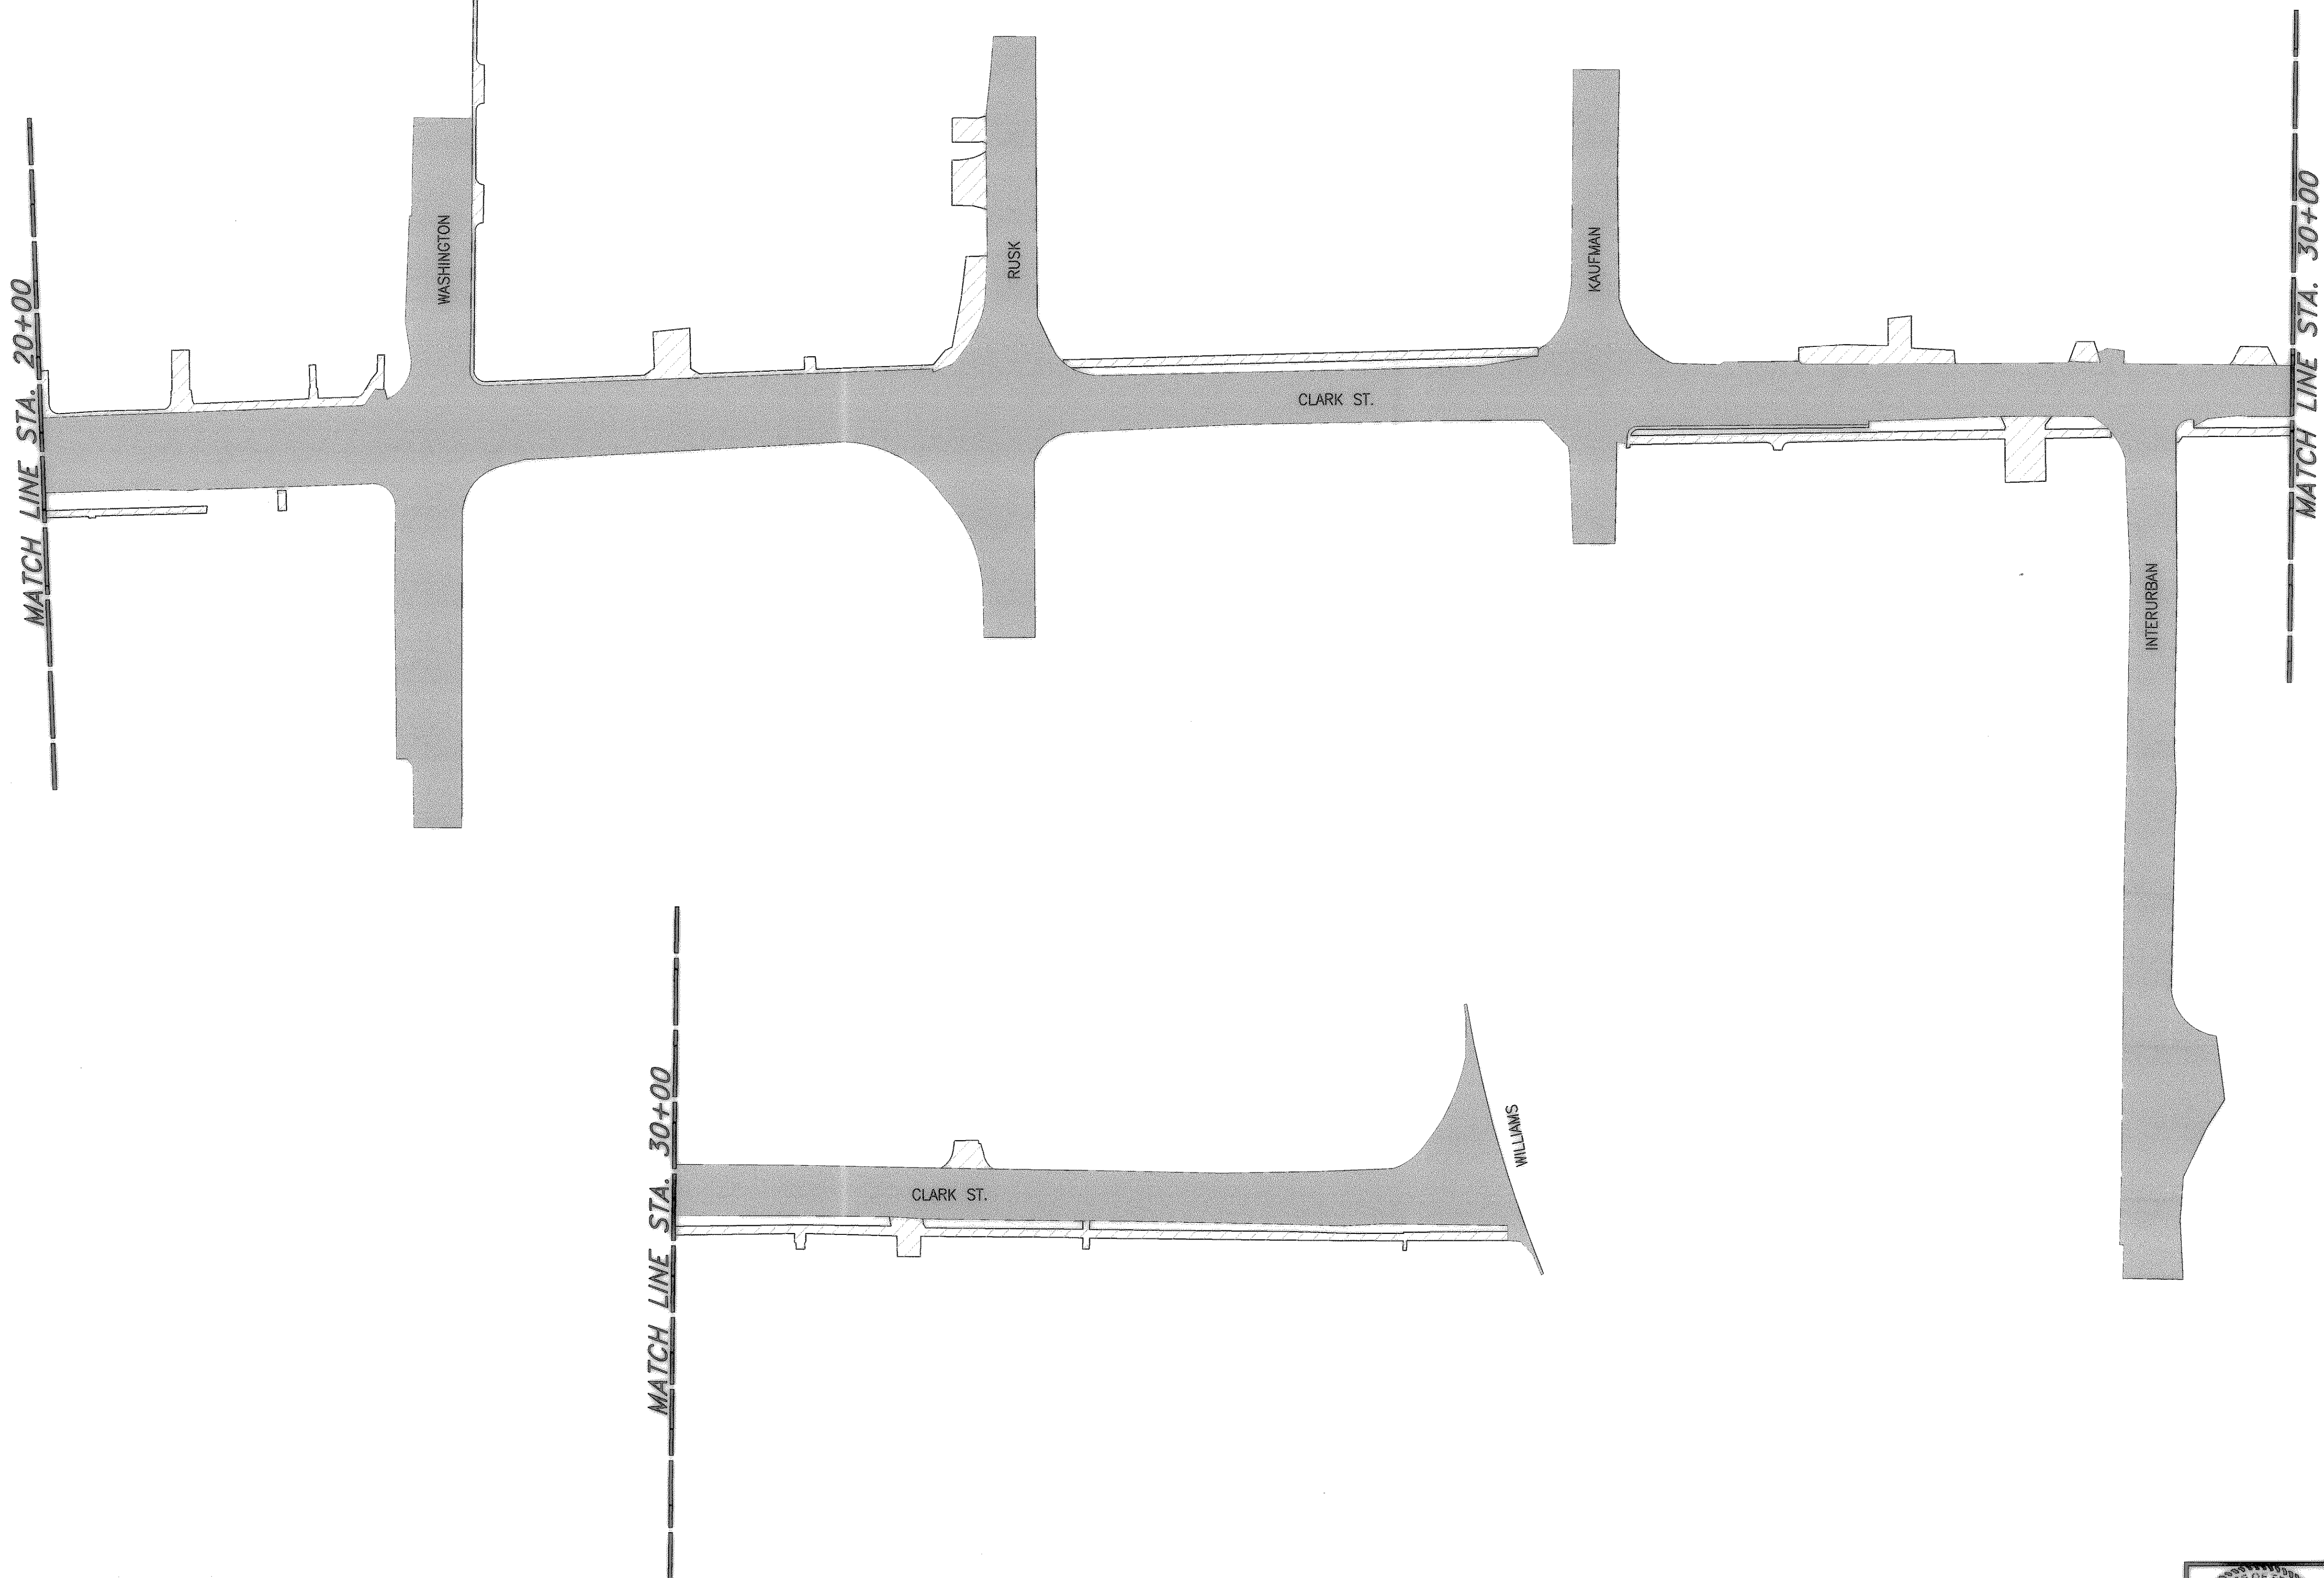 MATCH LINE STA. 20+00
WASHINGTON
RUSK
KAUFMAN
CLARK ST.
INTERURBAN
MATCH LINE STA. 30+00
MATCH LINE STA. 30+00
CLARK ST.
WILLIAMS